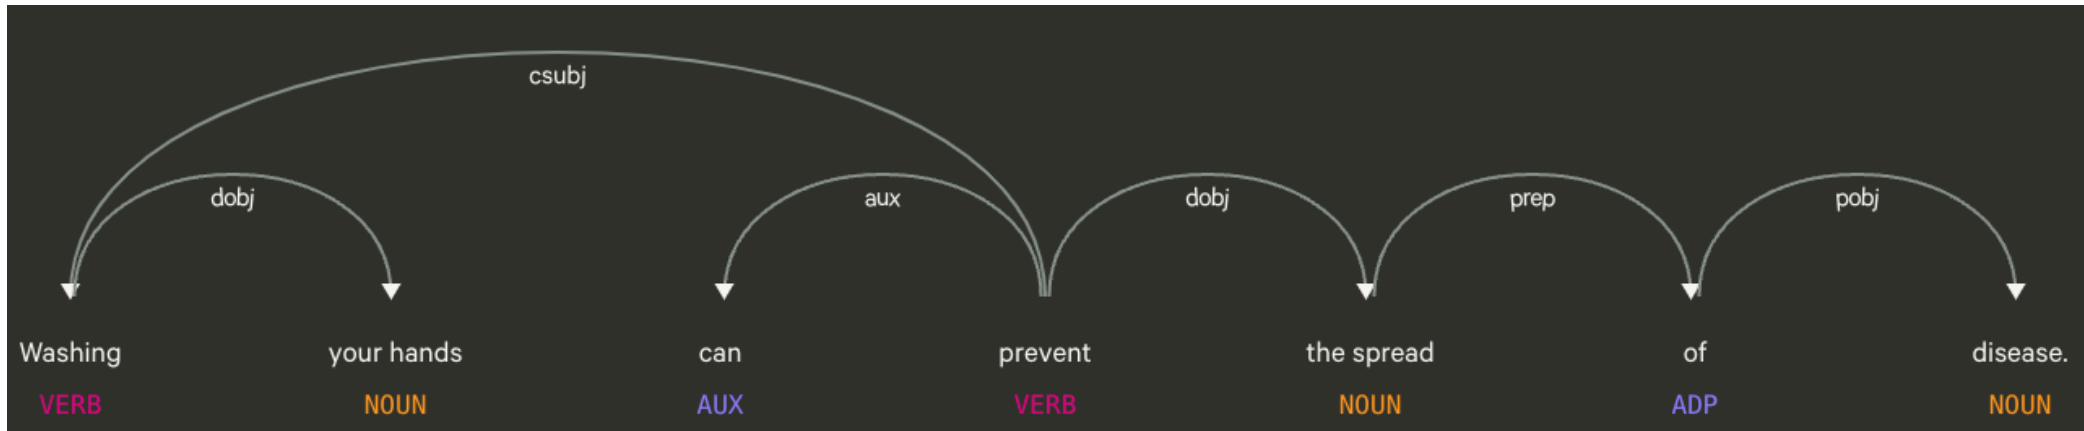 csubj
dobj aux dobj prep pobj
Washing your hands can prevent the spread of disease.
VERB NOUN AUX VERB NOUN ADP NOUN